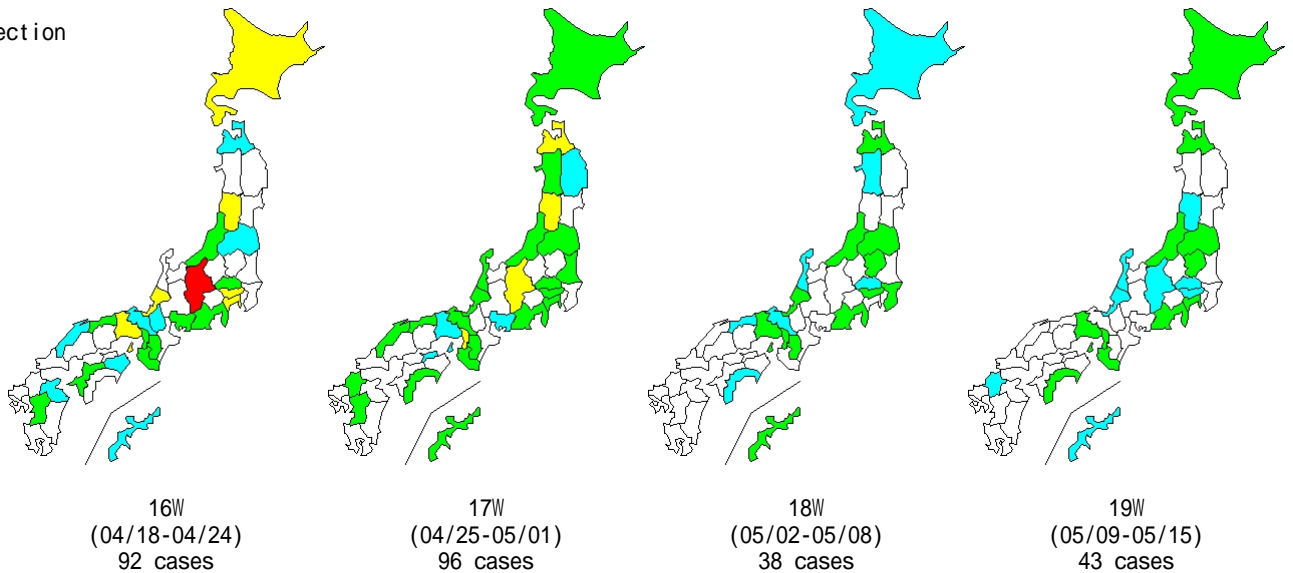 ection
16W
(04/18-04/24)
92 cases
17W
(04/25-05/01)
96 cases
18W
(05/02-05/08)
38 cases
19W
(05/09-05/15)
43 cases